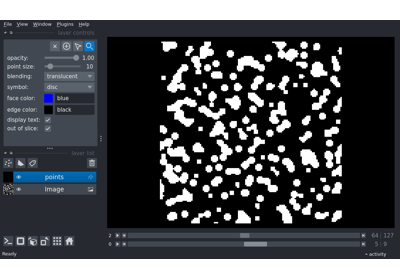 File View Window Plugins Help
layer controls
opacity: 1.00
point size: 10
blending: translucent
symbol: disc
face color: blue
edge color: black
display text:
out of slice:
layer list
points
Image
2 64 127
0 5 9
Ready activity